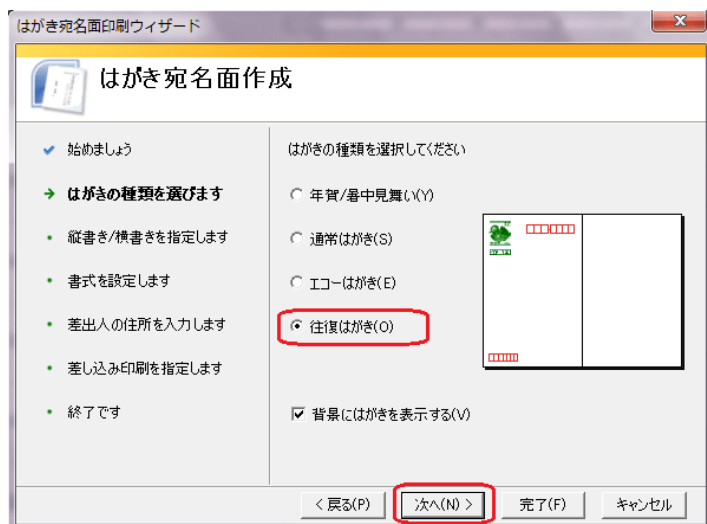 はがき宛名面印刷ウィザード
はがき宛名面作成
始めましょう
はがきの種類を選択してください
はがきの種類を選びます
年賀/暑中見舞い(Y)
縦書き/横書きを指定します
通常はがき(S)
書式を設定します
エコーはがき(E)
差出人の住所を入力します
往復はがき(O)
差し込み印刷を指定します
終了です
背景にはがきを表示する(V)
< 戻る(P)
次へ(N) >
完了(F)
キャンセル